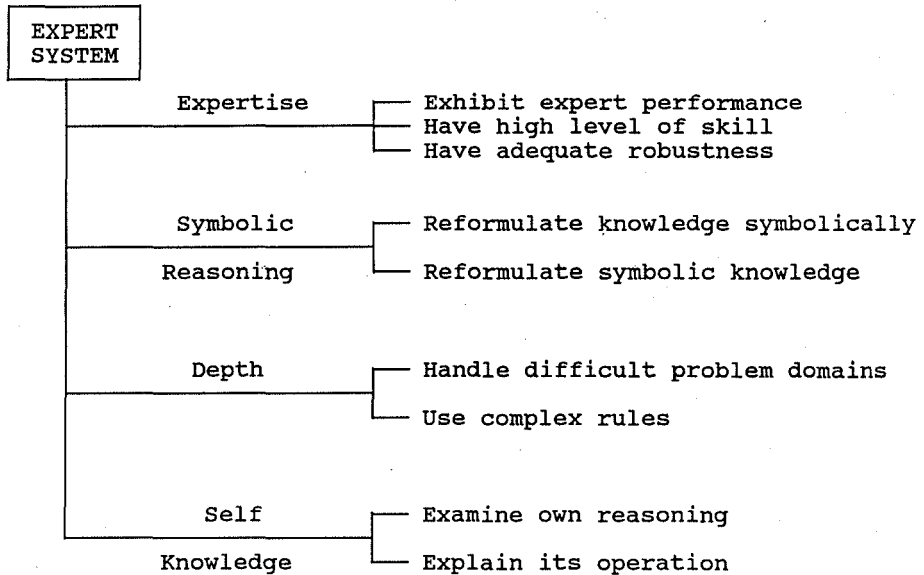 EXPERT
SYSTEM
Expertise
Exhibit expert performance
Have high level of skill
Have adequate robustness
Symbolic
Reasoning
Reformulate knowledge symbolically
Reformulate symbolic knowledge
Depth
Handle difficult problem domains
Use complex rules
Self
Knowledge
Examine own reasoning
Explain its operation